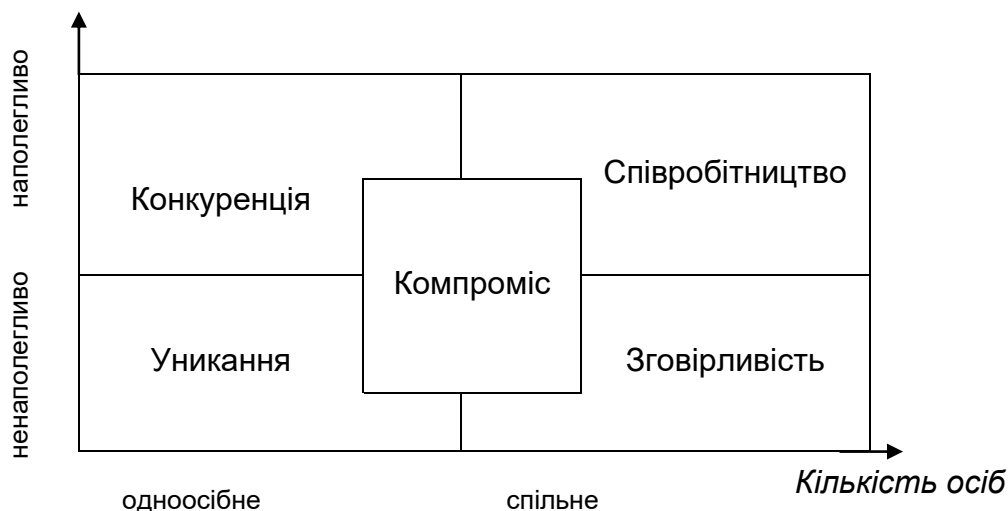 наполегливо
ненаполегливо
Конкуренція
Співробітництво
Компроміс
Уникання
Зговірливість
одноосібне
спільне
Кількість осіб